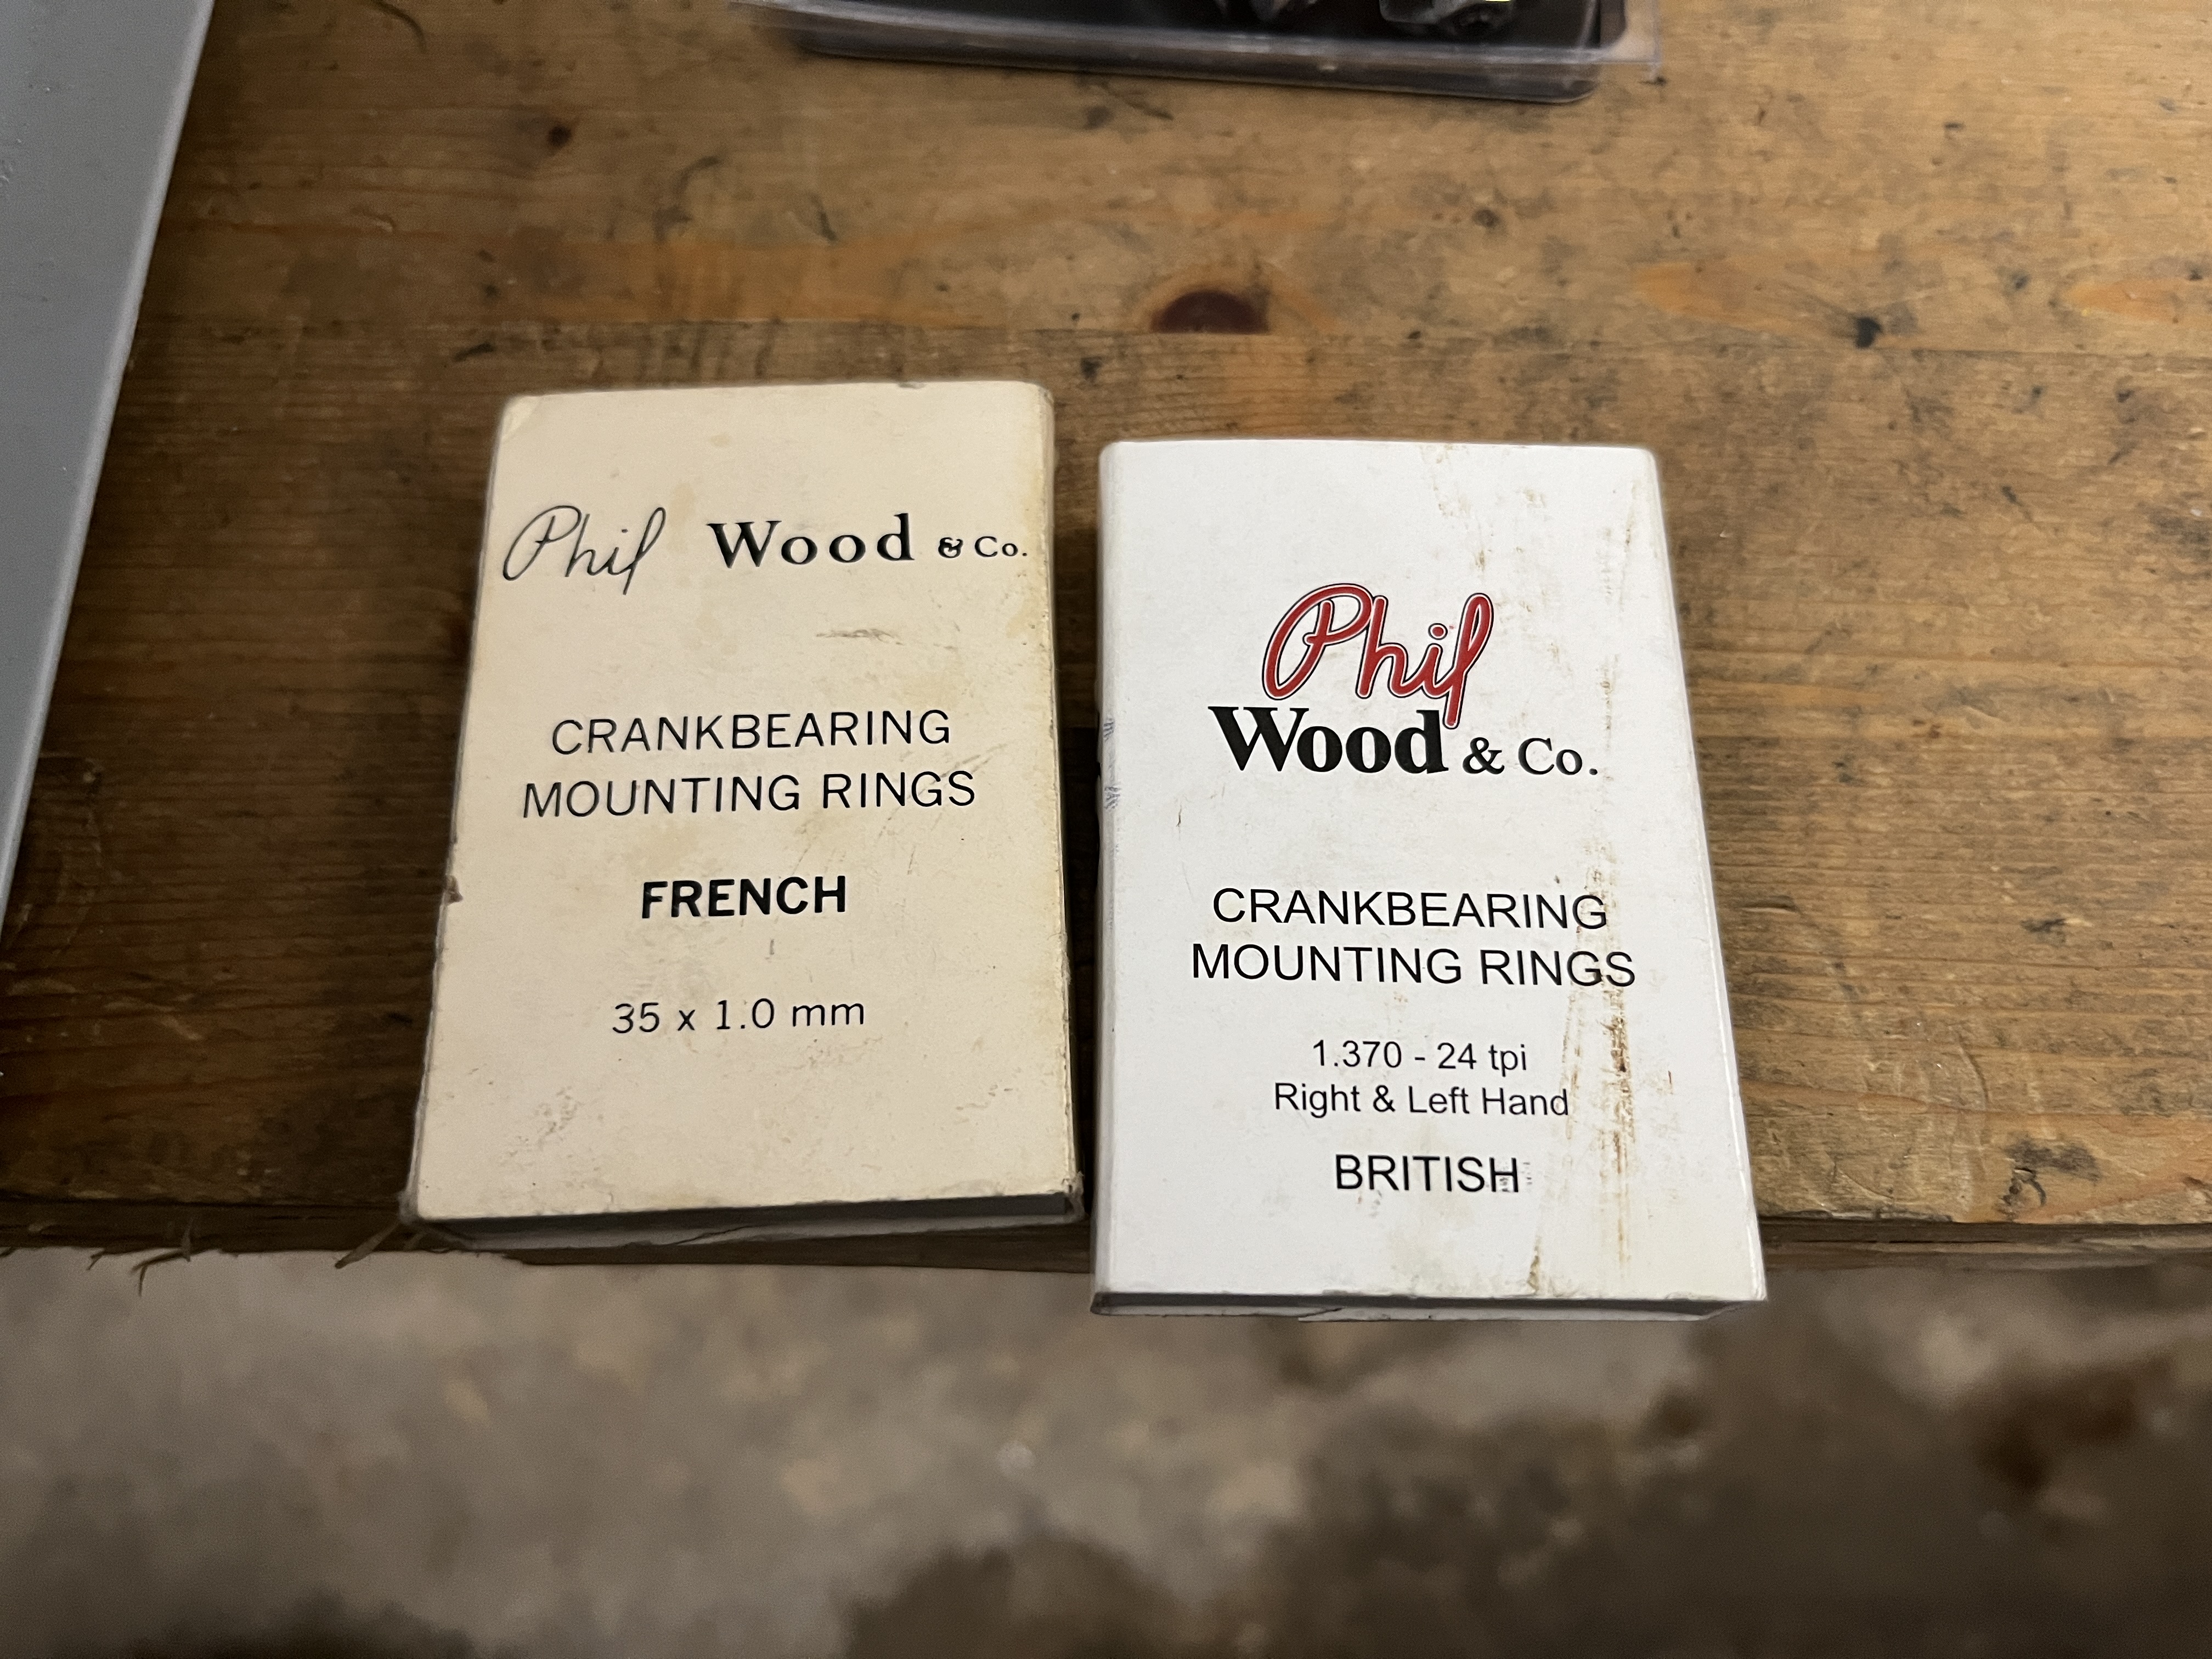 Phil Wood & Co.
CRANKBEARING
MOUNTING RINGS
FRENCH
35 x 1.0 mm
Phil
Wood & Co.
CRANKBEARING
MOUNTING RINGS
1.370 - 24 tpi
Right & Left Hand
BRITISH